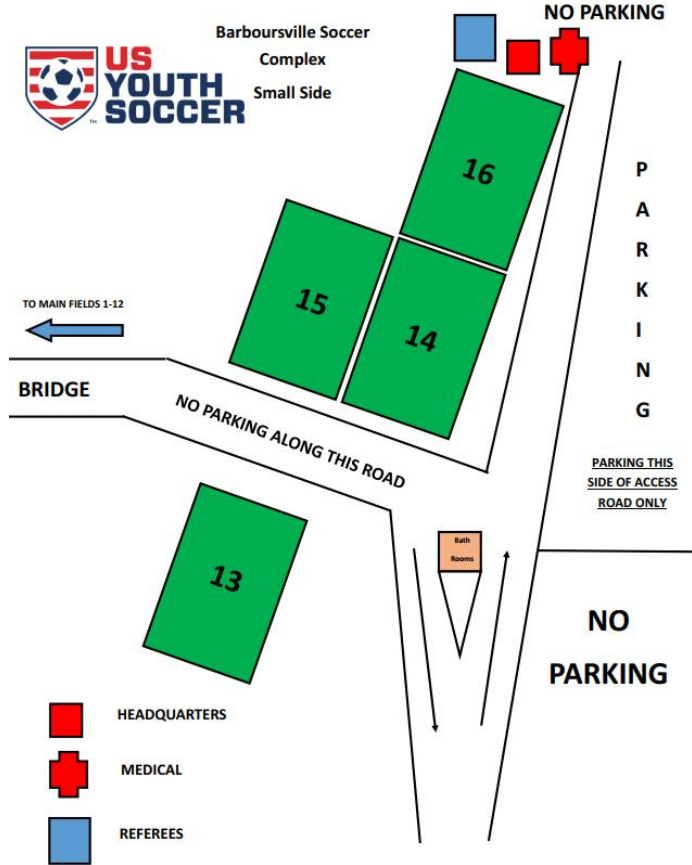 NO PARKING
Barboursville Soccer
Complex
Small Side
US
YOUTH
SOCCER
TM
16
P
A
R
K
I
N
G
15
14
TO MAIN FIELDS 1-12
BRIDGE
NO PARKING ALONG THIS ROAD
PARKING THIS
SIDE OF ACCESS
ROAD ONLY
Bath
Rooms
13
NO
PARKING
HEADQUARTERS
MEDICAL
REFEREES